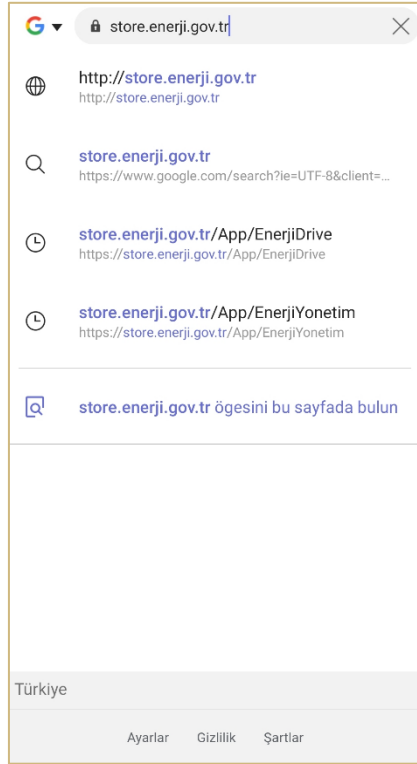 store.enerji.gov.tr
http://store.enerji.gov.tr
http://store.enerji.gov.tr
store.enerji.gov.tr
https://www.google.com/search?ie=UTF-8&client=...
store.enerji.gov.tr/App/EnerjiDrive
https://store.enerji.gov.tr/App/EnerjiDrive
store.enerji.gov.tr/App/EnerjiYonetim
https://store.enerji.gov.tr/App/EnerjiYonetim
store.enerji.gov.tr ögesini bu sayfada bulun
Türkiye
Ayarlar Gizlilik Şartlar